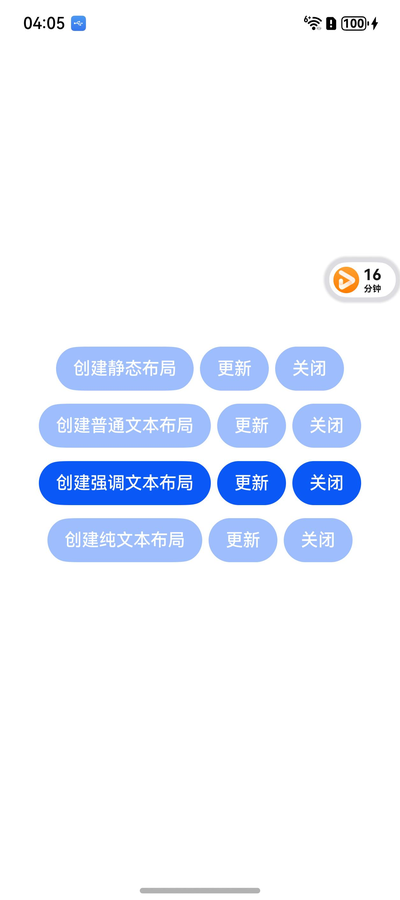 04:05 6 100
16
分钟
创建静态布局 更新 关闭
创建普通文本布局 更新 关闭
创建强调文本布局 更新 关闭
创建纯文本布局 更新 关闭